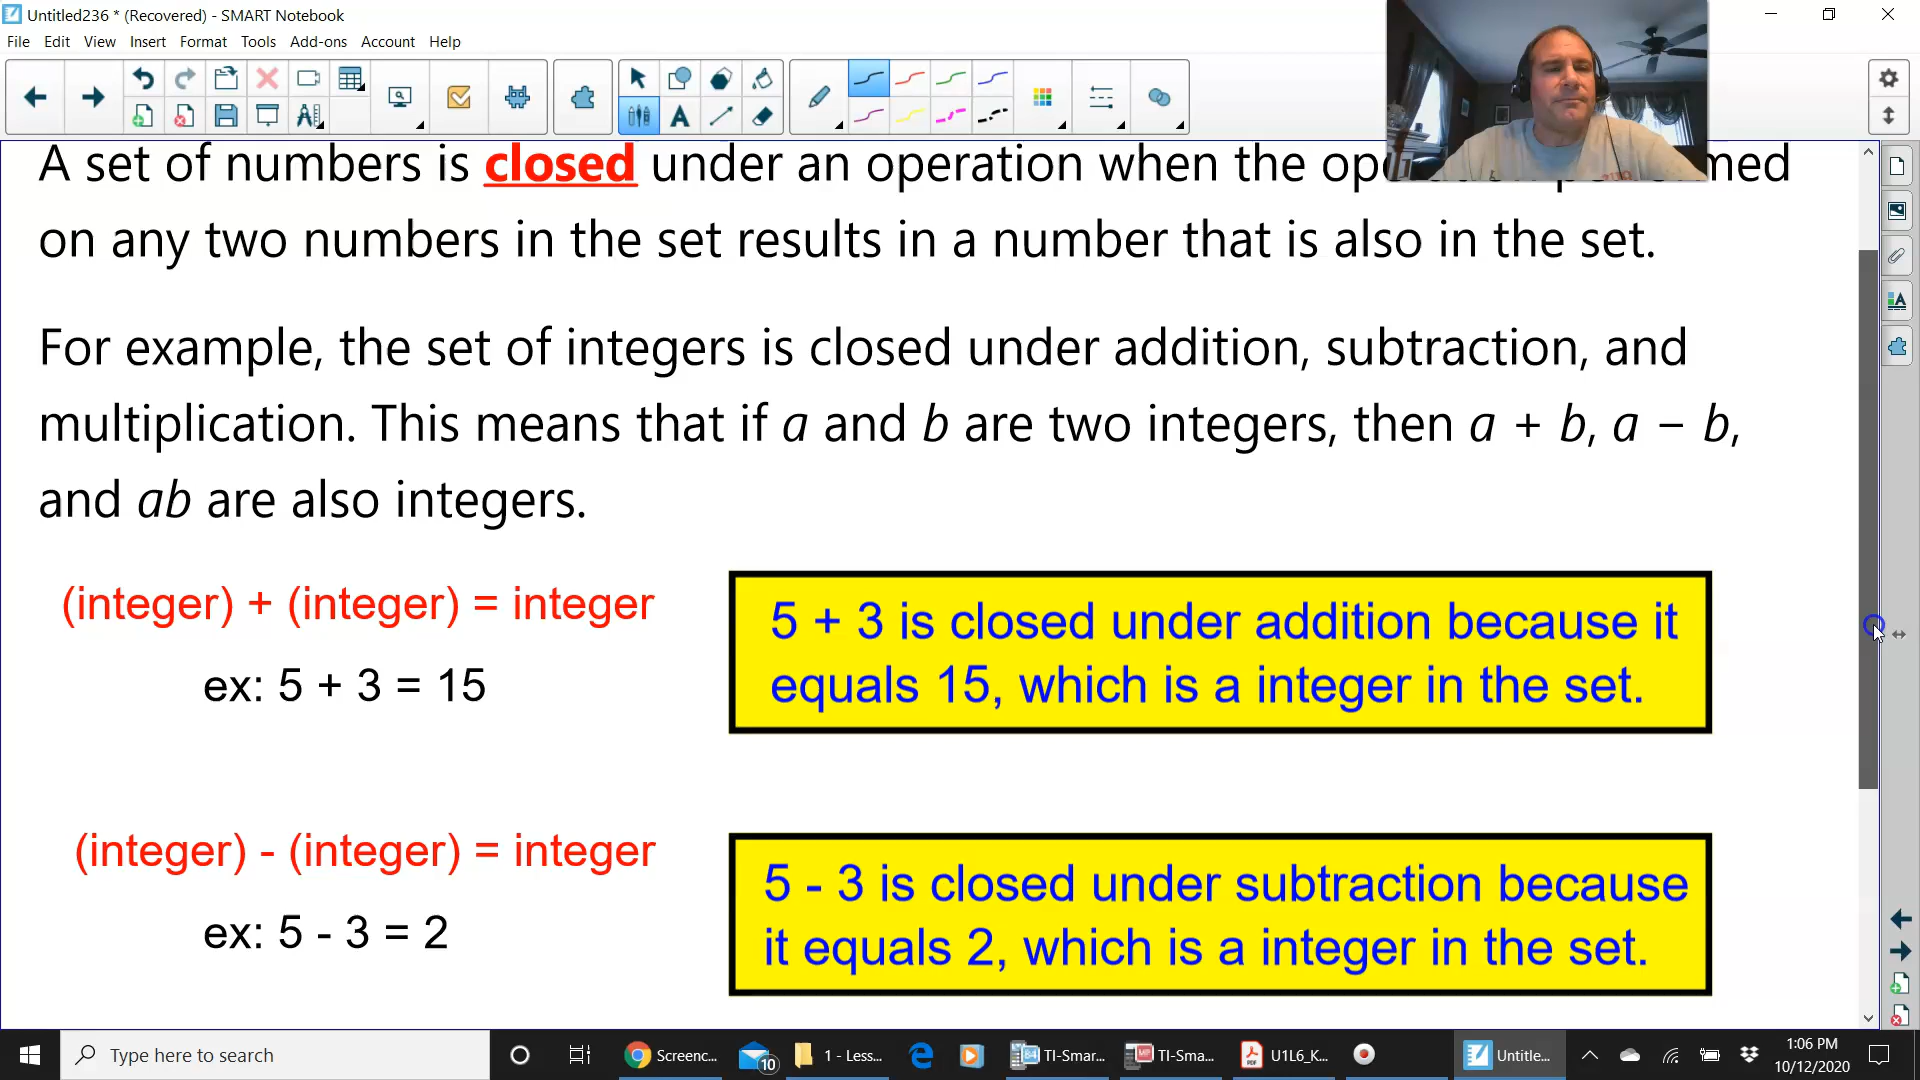 Untitled236 * (Recovered) - SMART Notebook
File Edit View Insert Format Tools Add-ons Account Help
A set of numbers is closed under an operation when the
on any two numbers in the set results in a number that is also in the set.
For example, the set of integers is closed under addition, subtraction, and
multiplication. This means that if a and b are two integers, then a + b, a − b,
and ab are also integers.
(integer) + (integer) = integer
ex: 5 + 3 = 15
5 + 3 is closed under addition because it
equals 15, which is a integer in the set.
(integer) - (integer) = integer
ex: 5 - 3 = 2
5 - 3 is closed under subtraction because
it equals 2, which is a integer in the set.
Type here to search
Screenc...
10
1 - Less...
TI-Smar...
TI-Sma...
U1L6_K...
Untitle...
1:06 PM
10/12/2020